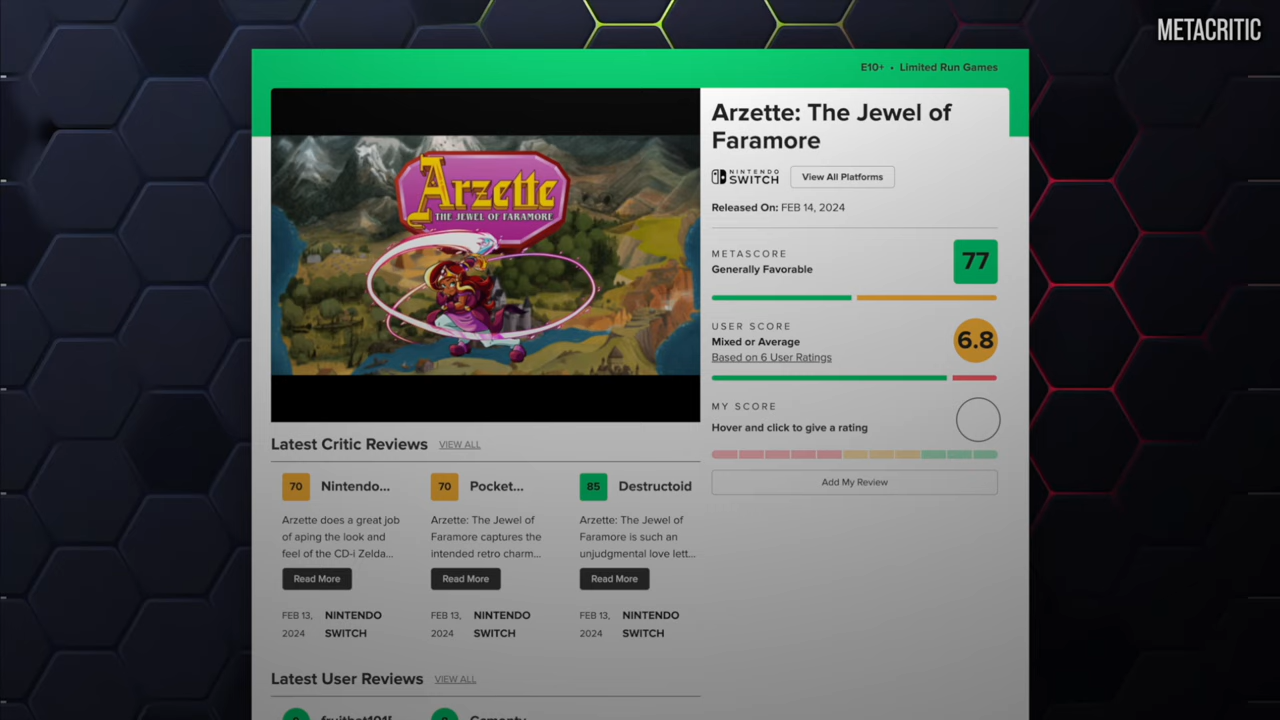 METACRITIC
E10+ • Limited Run Games
Arzette
THE JEWEL OF FARAMORE
Arzette: The Jewel of
Faramore
NINTENDO
SWITCH
View All Platforms
Released On: FEB 14, 2024
METASCORE
Generally Favorable
77
USER SCORE
Mixed or Average
Based on 6 User Ratings
6.8
MY SCORE
Hover and click to give a rating
Add My Review
Latest Critic Reviews VIEW ALL
70 Nintendo...
Arzette does a great job
of aping the look and
feel of the CD-i Zelda...
Read More
FEB 13,
2024
NINTENDO
SWITCH
70 Pocket...
Arzette: The Jewel of
Faramore captures the
intended retro charm...
Read More
FEB 13,
2024
NINTENDO
SWITCH
85 Destructoid
Arzette: The Jewel of
Faramore is such an
unjudgmental love lett...
Read More
FEB 13,
2024
NINTENDO
SWITCH
Latest User Reviews VIEW ALL